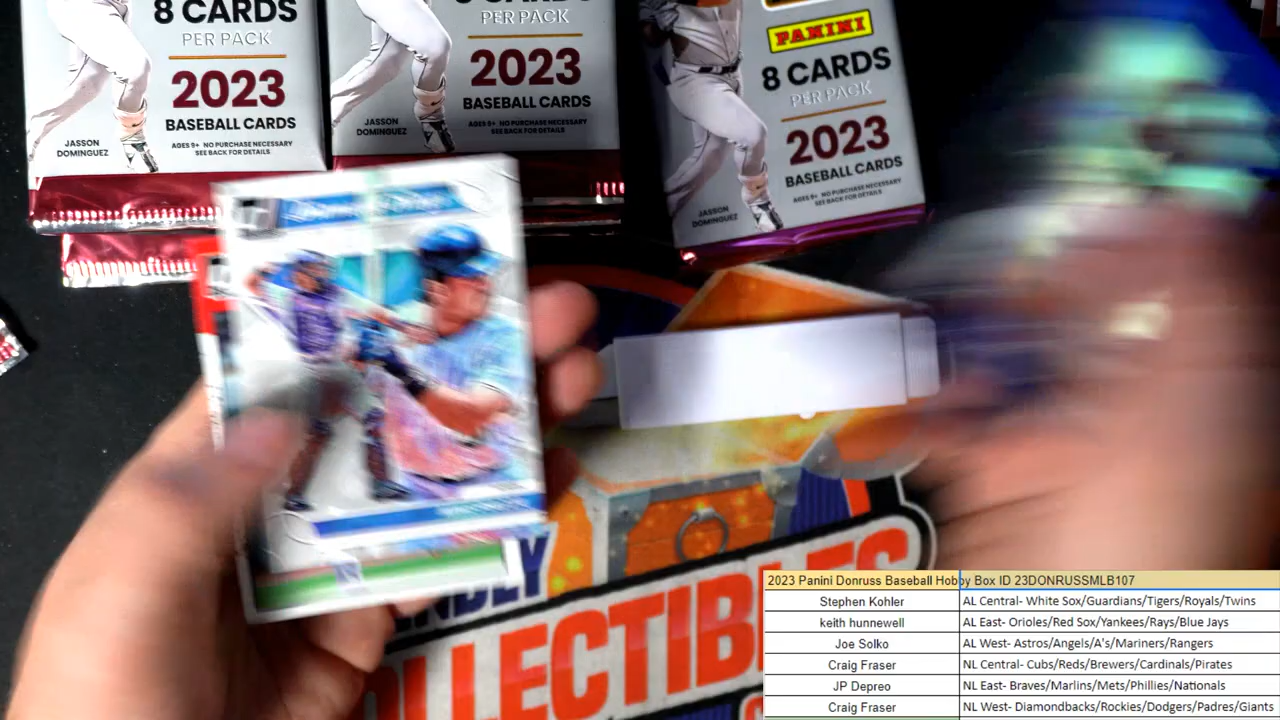 8 CARDS
PER PACK
2023
BASEBALL CARDS
AGES 9+ NO PURCHASE NECESSARY
SEE BACK FOR DETAILS
JASSON
DOMINGUEZ
8 CARDS
PER PACK
2023
BASEBALL CARDS
AGES 9+ NO PURCHASE NECESSARY
SEE BACK FOR DETAILS
JASSON
DOMINGUEZ
PANINI
8 CARDS
PER PACK
2023
BASEBALL CARDS
AGES 9+ NO PURCHASE NECESSARY
SEE BACK FOR DETAILS
JASSON
DOMINGUEZ
2023 Panini Donruss Baseball Hobby Box ID 23DONRUSSMLB107
Stephen Kohler AL Central- White Sox/Guardians/Tigers/Royals/Twins
keith hunnewell AL East- Orioles/Red Sox/Yankees/Rays/Blue Jays
Joe Solko AL West- Astros/Angels/A's/Mariners/Rangers
Craig Fraser NL Central- Cubs/Reds/Brewers/Cardinals/Pirates
JP Depreo NL East- Braves/Marlins/Mets/Phillies/Nationals
Craig Fraser NL West- Diamondbacks/Rockies/Dodgers/Padres/Giants